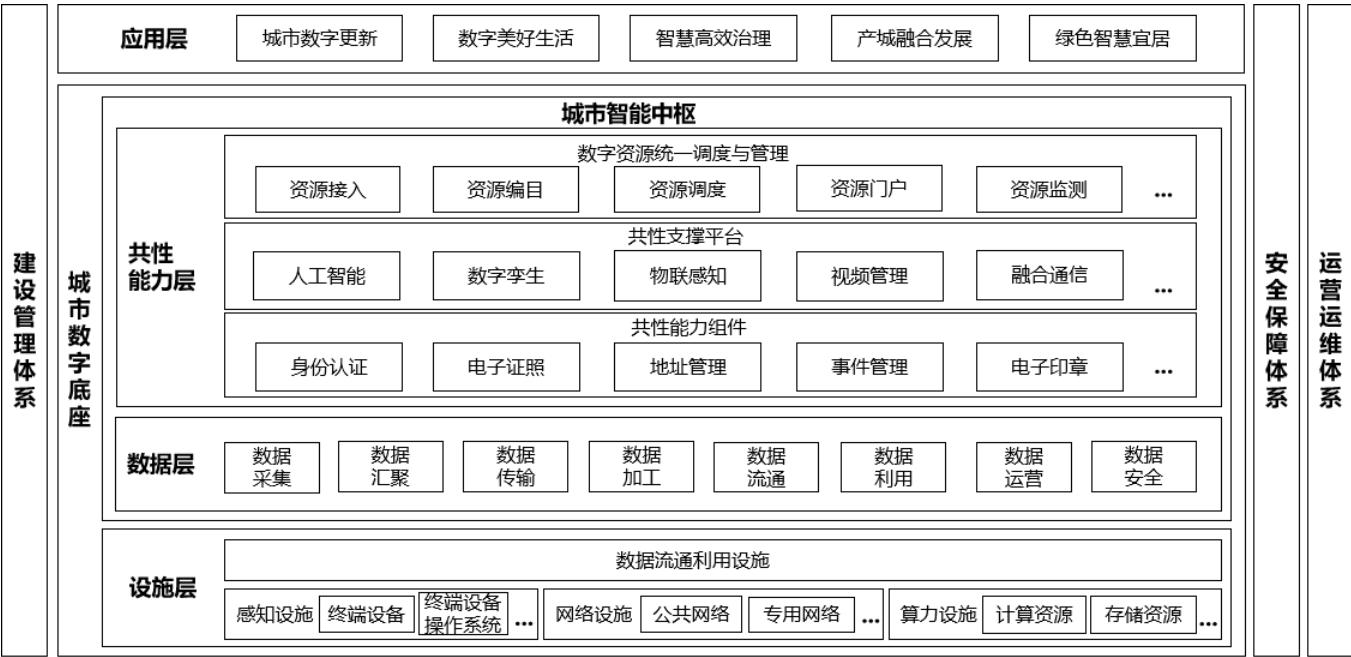 应用层
城市数字更新
数字美好生活
智慧高效治理
产城融合发展
绿色智慧宜居
建设管理体系
城市数字底座
城市智能中枢
共性
能力层
数字资源统一调度与管理
资源接入
资源编目
资源调度
资源门户
资源监测
...
共性支撑平台
人工智能
数字孪生
物联感知
视频管理
融合通信
...
共性能力组件
身份认证
电子证照
地址管理
事件管理
电子印章
...
数据层
数据
采集
数据
汇聚
数据
传输
数据
加工
数据
流通
数据
利用
数据
运营
数据
安全
设施层
数据流通利用设施
感知设施
终端设备
终端设备
操作系统
...
网络设施
公共网络
专用网络
...
算力设施
计算资源
存储资源
...
安全保障体系
运营运维体系